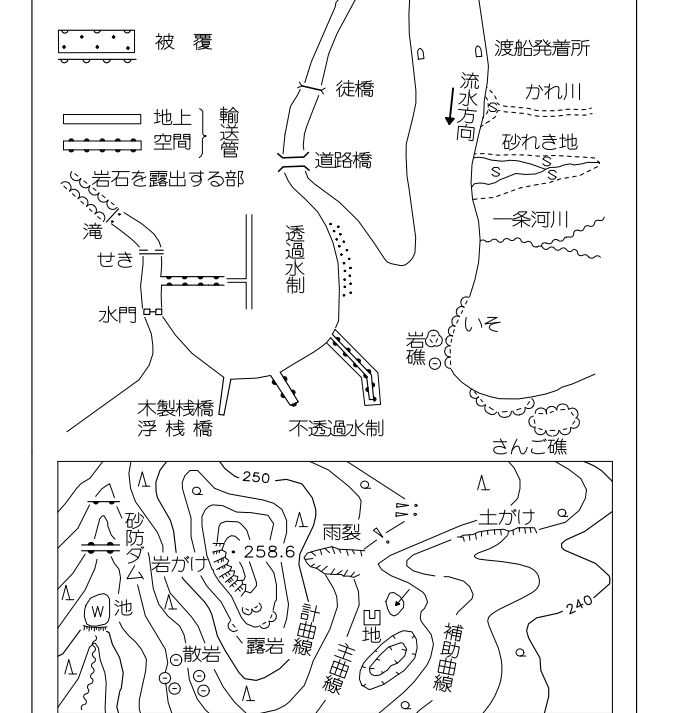 被 覆
地上
空間
輸送管
岩石を露出する部
滝
せき
水門
徒橋
道路橋
透過水制
渡船発着所
流水方向
かれ川
S
砂れき地
S
S
S
一条河川
いそ
岩礁
木製桟橋
浮 桟 橋
不透過水制
さんご礁
250
砂防ダム
雨裂
土がけ
岩がけ
258.6
池
W
240
計曲線
凹地
補助曲線
露岩
主曲線
散岩